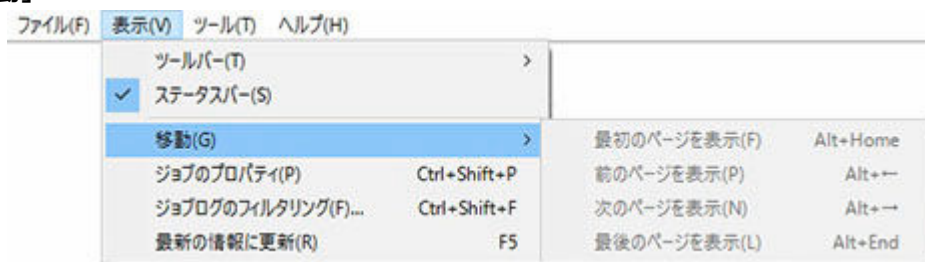 ファイル(F) 表示(V) ツール(T) ヘルプ(H)
ツールバー(T) >
ステータスバー(S)
移動(G) >
ジョブのプロパティ(P) Ctrl+Shift+P
ジョブログのフィルタリング(F)... Ctrl+Shift+F
最新の情報に更新(R) F5
最初のページを表示(F) Alt+Home
前のページを表示(P) Alt+←
次のページを表示(N) Alt+→
最後のページを表示(L) Alt+End